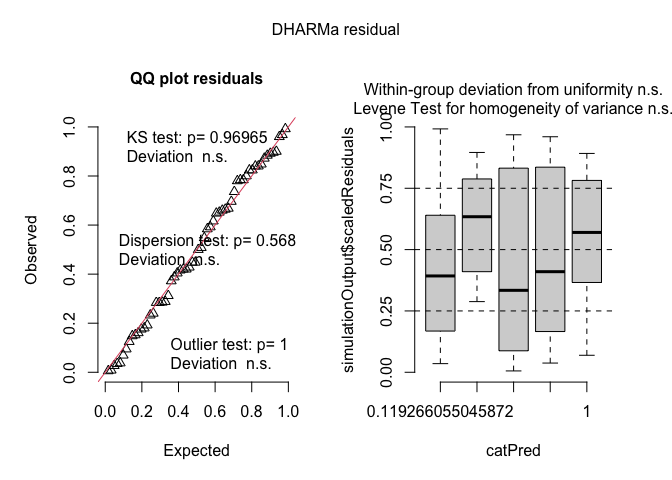 DHARMa residual
QQ plot residuals
KS test: p= 0.96965
Deviation n.s.
Dispersion test: p= 0.568
Deviation n.s.
Outlier test: p= 1
Deviation n.s.
Observed
0.0 0.2 0.4 0.6 0.8 1.0
0.0 0.2 0.4 0.6 0.8 1.0
Expected
Within-group deviation from uniformity n.s.
Levene Test for homogeneity of variance n.s.
simulationOutput$scaledResiduals
0.00 0.25 0.50 0.75 1.00
0.119266055045872 1
catPred